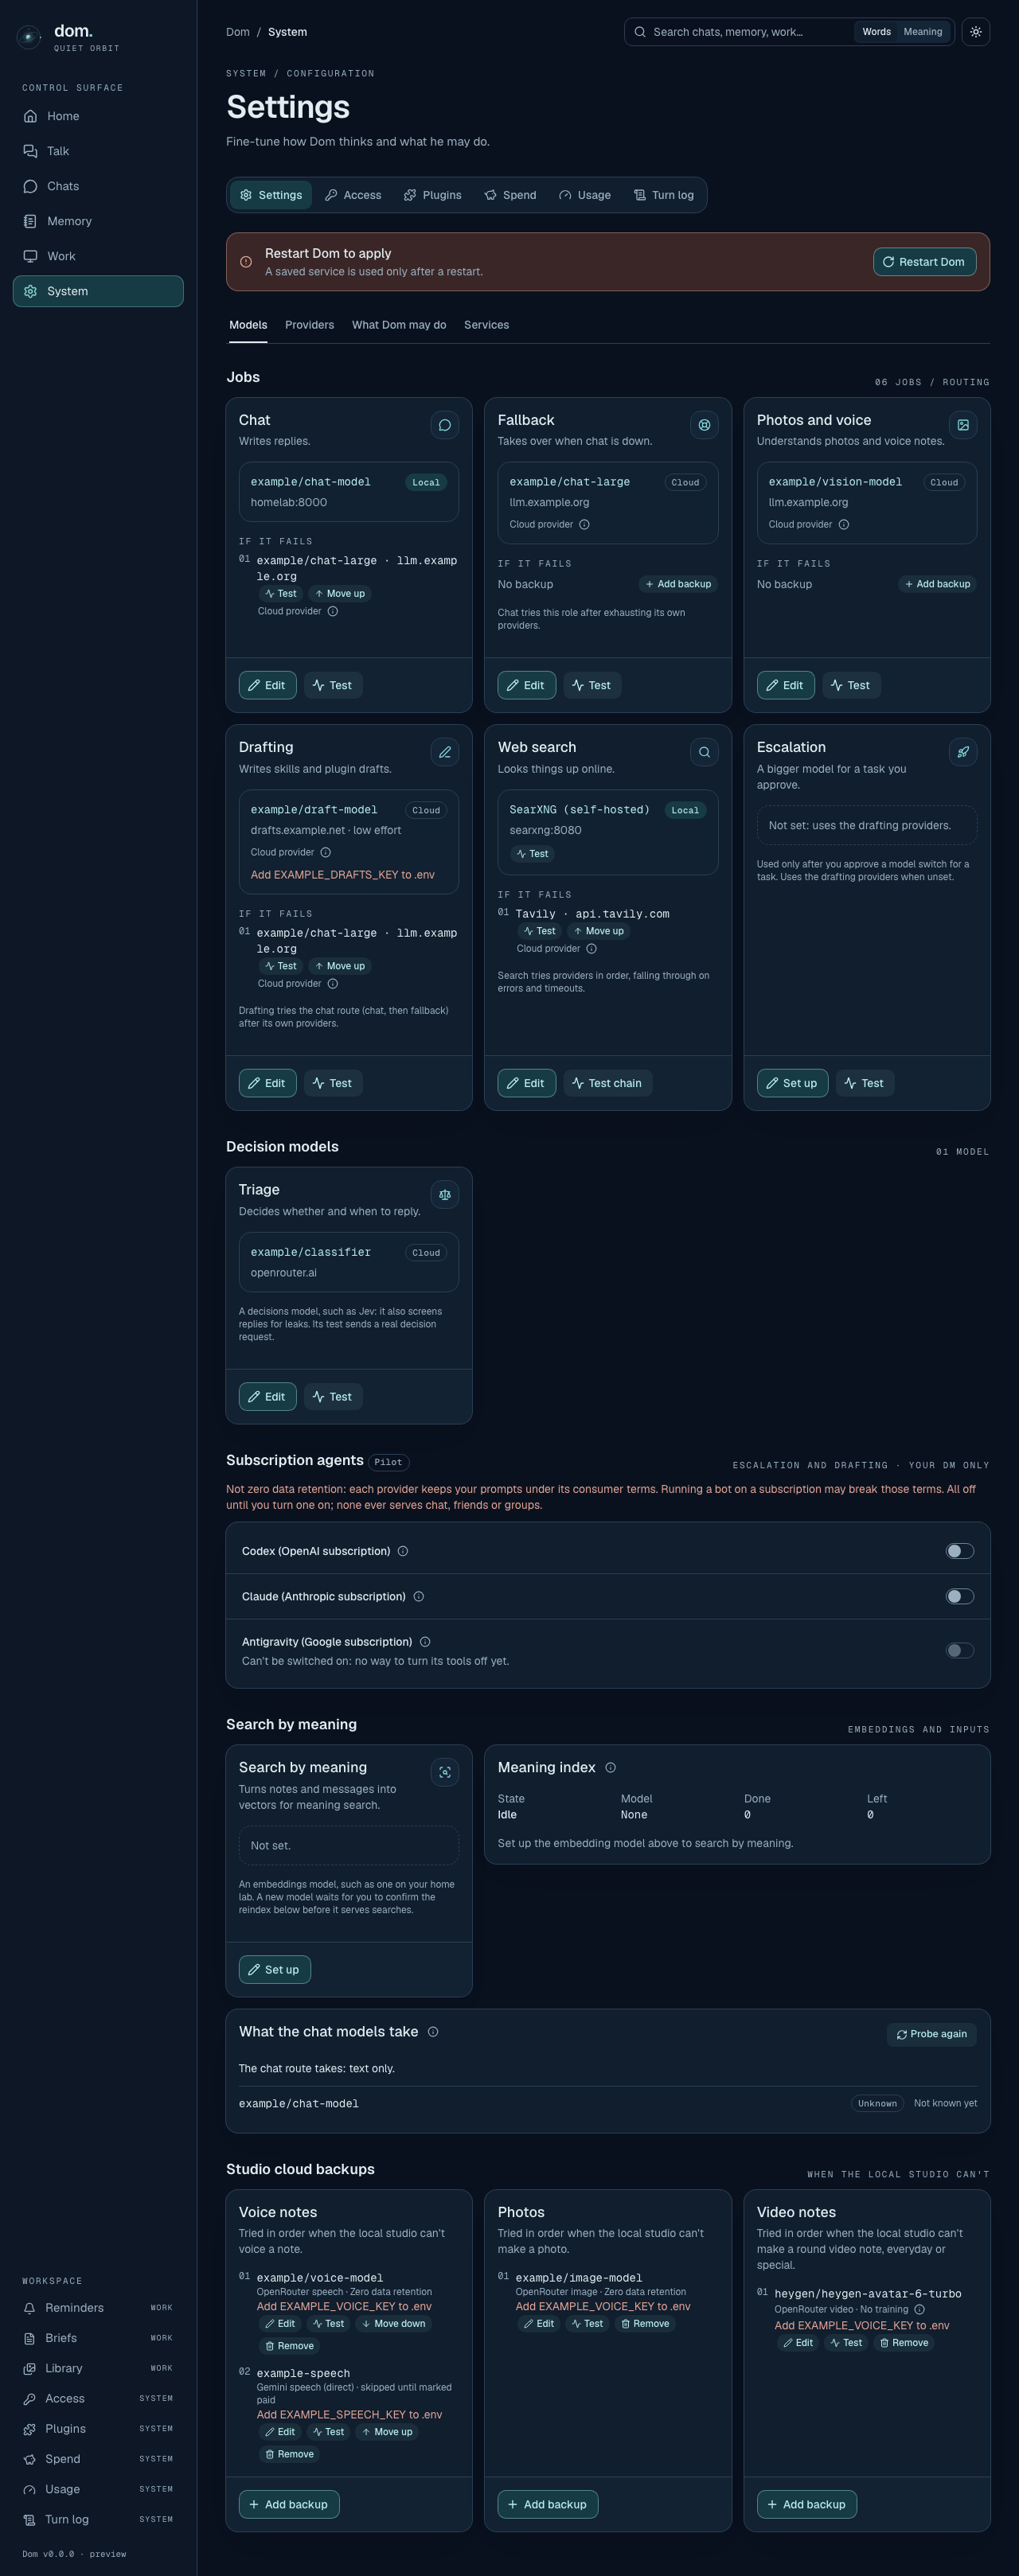 dom.
QUIET ORBIT
CONTROL SURFACE
Home
Talk
Chats
Memory
Work
System
Dom / System
Search chats, memory, work…
Words
Meaning
SYSTEM / CONFIGURATION
Settings
Fine-tune how Dom thinks and what he may do.
Settings
Access
Plugins
Spend
Usage
Turn log
Restart Dom to apply
A saved service is used only after a restart.
Restart Dom
Models
Providers
What Dom may do
Services
Jobs
06 JOBS / ROUTING
Chat
Writes replies.
example/chat-model
Local
homelab:8000
IF IT FAILS
01 example/chat-large · llm.examp
le.org
Test
Move up
Cloud provider
Edit
Test
Fallback
Takes over when chat is down.
example/chat-large
Cloud
llm.example.org
Cloud provider
IF IT FAILS
No backup
Add backup
Chat tries this role after exhausting its own
providers.
Edit
Test
Photos and voice
Understands photos and voice notes.
example/vision-model
Cloud
llm.example.org
Cloud provider
IF IT FAILS
No backup
Add backup
Edit
Test
Drafting
Writes skills and plugin drafts.
example/draft-model
Cloud
drafts.example.net · low effort
Cloud provider
Add EXAMPLE_DRAFTS_KEY to .env
IF IT FAILS
01 example/chat-large · llm.examp
le.org
Test
Move up
Cloud provider
Drafting tries the chat route (chat, then fallback)
after its own providers.
Edit
Test
Web search
Looks things up online.
SearXNG (self-hosted)
Local
searxng:8080
Test
IF IT FAILS
01 Tavily · api.tavily.com
Test
Move up
Cloud provider
Search tries providers in order, falling through on
errors and timeouts.
Edit
Test chain
Escalation
A bigger model for a task you
approve.
Not set: uses the drafting providers.
Used only after you approve a model switch for a
task. Uses the drafting providers when unset.
Set up
Test
Decision models
01 MODEL
Triage
Decides whether and when to reply.
example/classifier
Cloud
openrouter.ai
A decisions model, such as Jev: it also screens
replies for leaks. Its test sends a real decision
request.
Edit
Test
Subscription agents
Pilot
ESCALATION AND DRAFTING · YOUR DM ONLY
Not zero data retention: each provider keeps your prompts under its consumer terms. Running a bot on a subscription may break those terms. All off
until you turn one on; none ever serves chat, friends or groups.
Codex (OpenAI subscription)
Claude (Anthropic subscription)
Antigravity (Google subscription)
Can't be switched on: no way to turn its tools off yet.
Search by meaning
EMBEDDINGS AND INPUTS
Search by meaning
Turns notes and messages into
vectors for meaning search.
Not set.
An embeddings model, such as one on your home
lab. A new model waits for you to confirm the
reindex below before it serves searches.
Set up
Meaning index
State
Model
Done
Left
Idle
None
0
0
Set up the embedding model above to search by meaning.
What the chat models take
Probe again
The chat route takes: text only.
example/chat-model
Unknown
Not known yet
Studio cloud backups
WHEN THE LOCAL STUDIO CAN'T
Voice notes
Tried in order when the local studio can't
voice a note.
01 example/voice-model
OpenRouter speech · Zero data retention
Add EXAMPLE_VOICE_KEY to .env
Edit
Test
Move down
Remove
02 example-speech
Gemini speech (direct) · skipped until marked
paid
Add EXAMPLE_SPEECH_KEY to .env
Edit
Test
Move up
Remove
Add backup
Photos
Tried in order when the local studio can't
make a photo.
01 example/image-model
OpenRouter image · Zero data retention
Add EXAMPLE_VOICE_KEY to .env
Edit
Test
Remove
Add backup
Video notes
Tried in order when the local studio can't
make a round video note, everyday or
special.
01 heygen/heygen-avatar-6-turbo
OpenRouter video · No training
Add EXAMPLE_VOICE_KEY to .env
Edit
Test
Remove
Add backup
WORKSPACE
Reminders WORK
Briefs WORK
Library WORK
Access SYSTEM
Plugins SYSTEM
Spend SYSTEM
Usage SYSTEM
Turn log SYSTEM
Dom v0.0.0 · preview